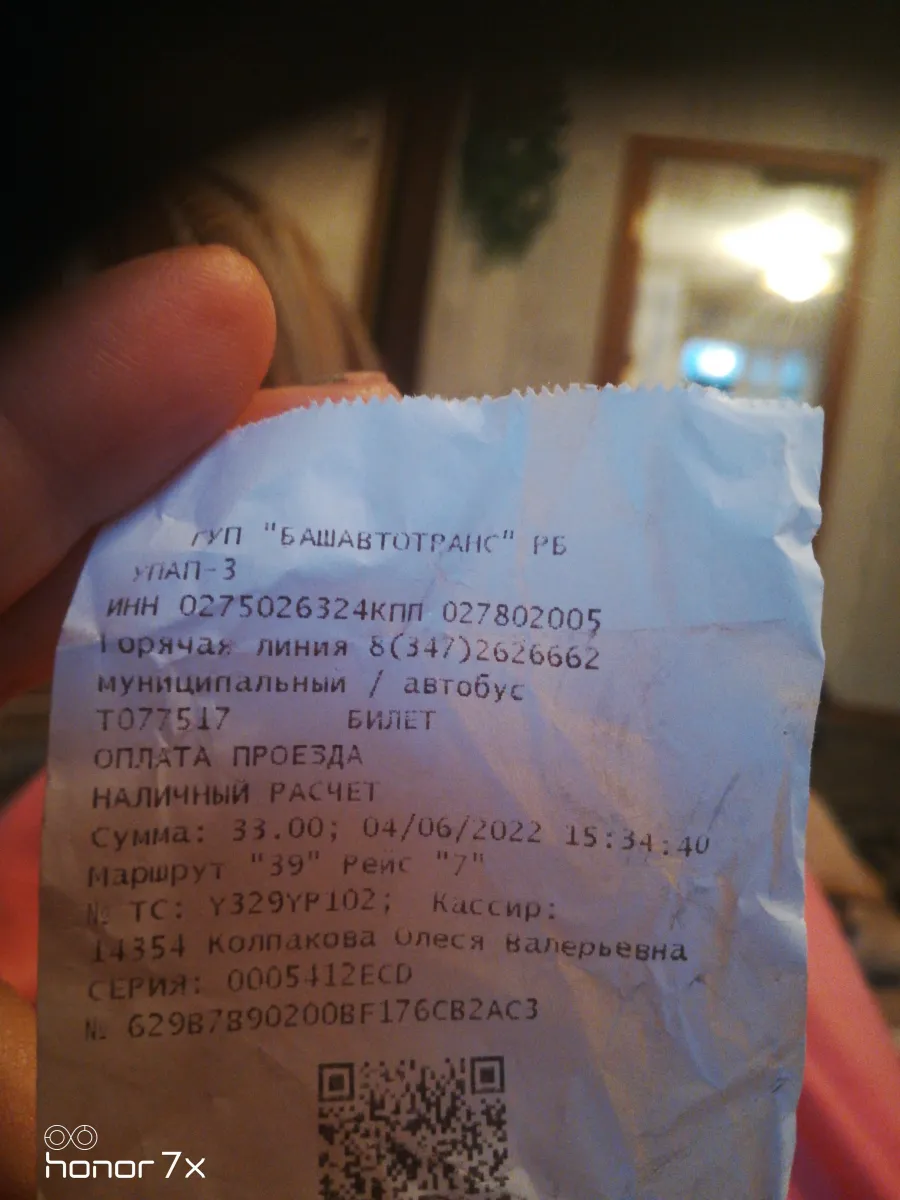 ГУП "БАШАВТОТРАНС" РБ
УПАП-3
ИНН 0275026324КПП 027802005
Горячая линия 8(347)2626662
муниципальный / автобус
Т077517 БИЛЕТ
ОПЛАТА ПРОЕЗДА
НАЛИЧНЫЙ РАСЧЕТ
Сумма: 33.00; 04/06/2022 15:34:40
Маршрут "39" Рейс "7"
№ ТС: У329УР102; Кассир:
14354 Колпакова Олеся Валерьевна
СЕРИЯ: 0005412ECD
№ 629B7890200BF176CB2AC3
honor 7x